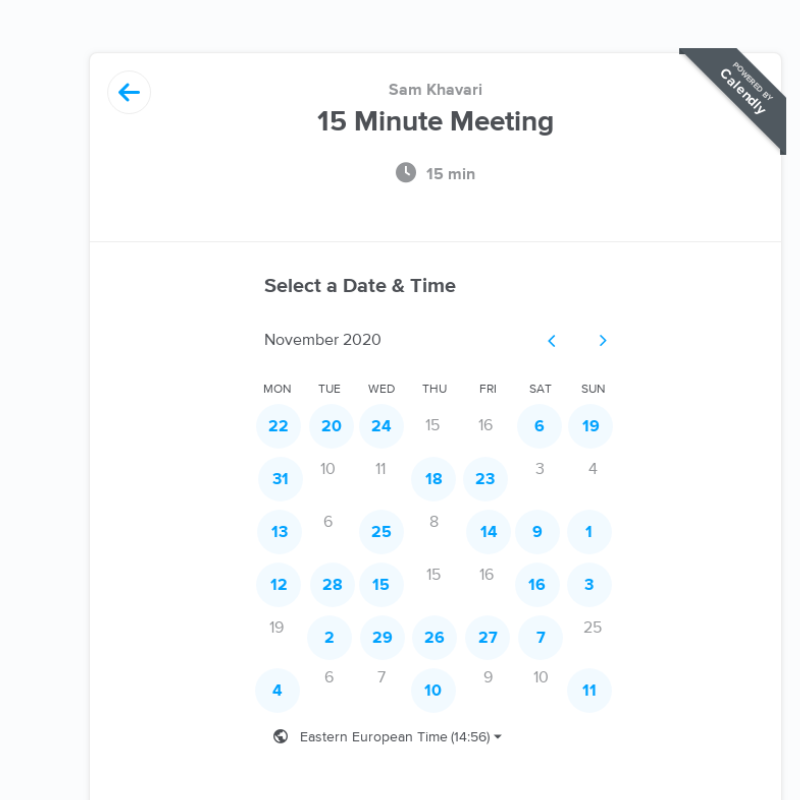 Sam Khavari
15 Minute Meeting
15 min
POWERED BY
Calendly
Select a Date & Time
November 2020
MON TUE WED THU FRI SAT SUN
22 20 24 15 16 6 19
31 10 11 18 23 3 4
13 6 25 8 14 9 1
12 28 15 15 16 16 3
19 2 29 26 27 7 25
4 6 7 10 9 10 11
Eastern European Time (14:56)